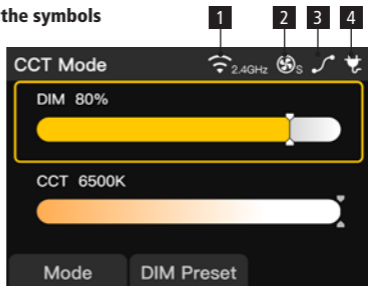 the symbols
1 2 3 4
CCT Mode 2.4GHz S
DIM 80%
CCT 6500K
Mode DIM Preset